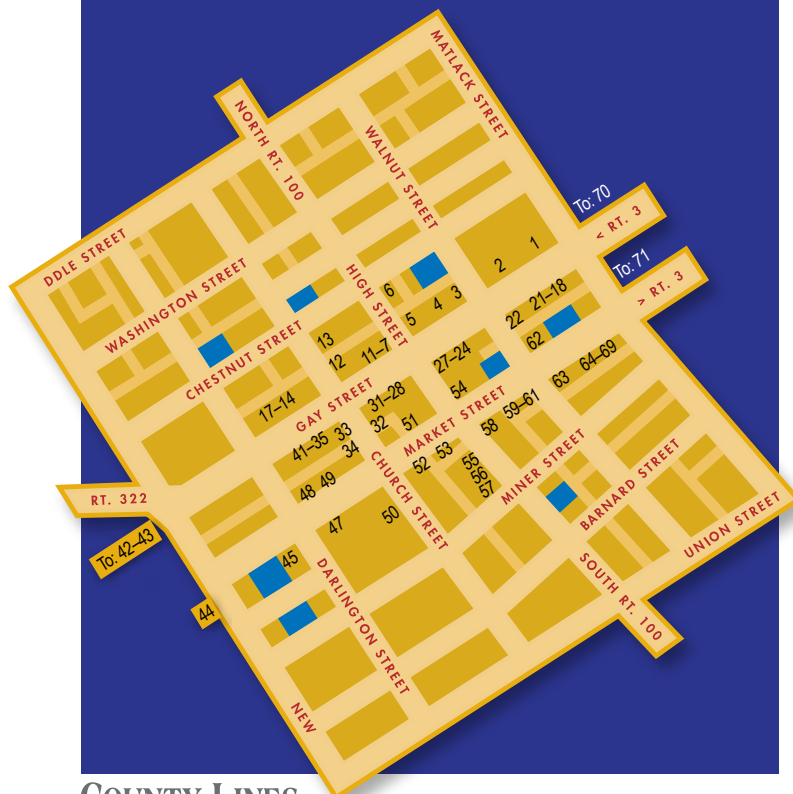 MATLACK STREET
NORTH RT. 100
WALNUT STREET
To: 70
< RT. 3
DDLE STREET
To: 71
> RT. 3
WASHINGTON STREET
HIGH STREET
1
2
6
3
4
5
22
21–18
62
CHESTNUT STREET
13
12
11–7
27–24
54
63
64–69
17–14
GAY STREET
31–28
32
51
MARKET STREET
58
59–61
41–35
33
34
48
49
52
53
55
56
57
CHURCH STREET
MINER STREET
BARNARD STREET
UNION STREET
RT. 322
47
50
To: 42–43
45
44
DARLINGTON STREET
SOUTH RT. 100
NEW
COUNTY LINES